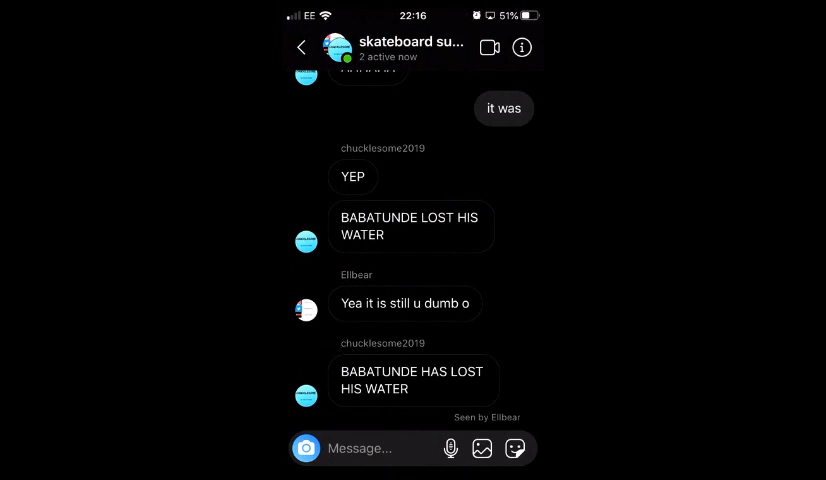 EE 22:16 51%
skateboard su...
2 active now
it was
chucklesome2019
YEP
BABATUNDE LOST HIS
WATER
Ellbear
Yea it is still u dumb o
chucklesome2019
BABATUNDE HAS LOST
HIS WATER
Seen by Ellbear
Message...